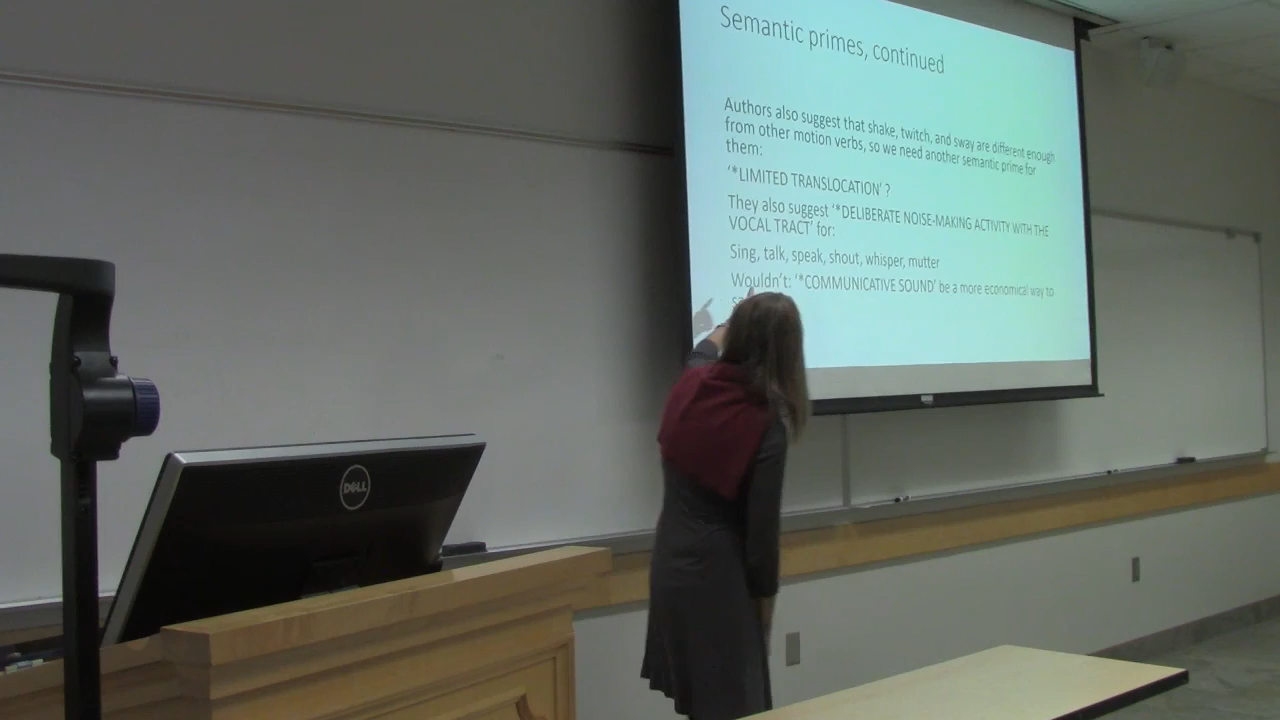 Semantic primes, continued
Authors also suggest that shake, twitch, and sway are different enough
from other motion verbs, so we need another semantic prime for
them:
'*LIMITED TRANSLOCATION' ?
They also suggest '*DELIBERATE NOISE-MAKING ACTIVITY WITH THE
VOCAL TRACT' for:
Sing, talk, speak, shout, whisper, mutter
Wouldn't: '*COMMUNICATIVE SOUND' be a more economical way to
DELL